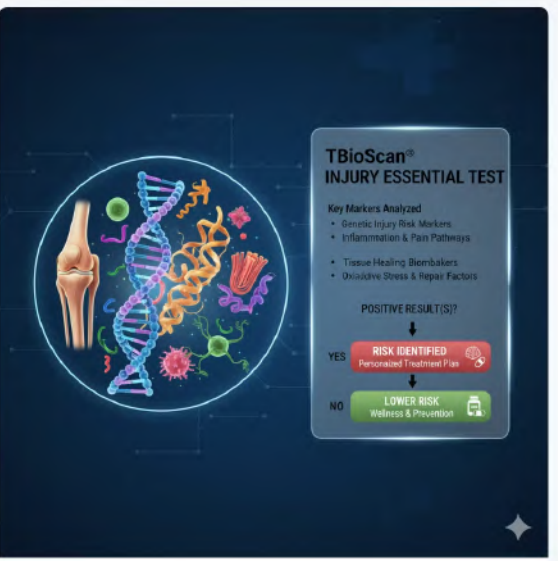 TBioScan®
INJURY ESSENTIAL TEST
Key Markers Analyzed
• Genetic Injury Risk Markers
• Inflammation & Pain Pathways
• Tissue Healing Biombakers
• Oxidative Stress & Repair Factors
POSITIVE RESULT(S)?
YES
RISK IDENTIFIED
Personalized Treatment Plan
NO
LOWER RISK
Wellness & Prevention